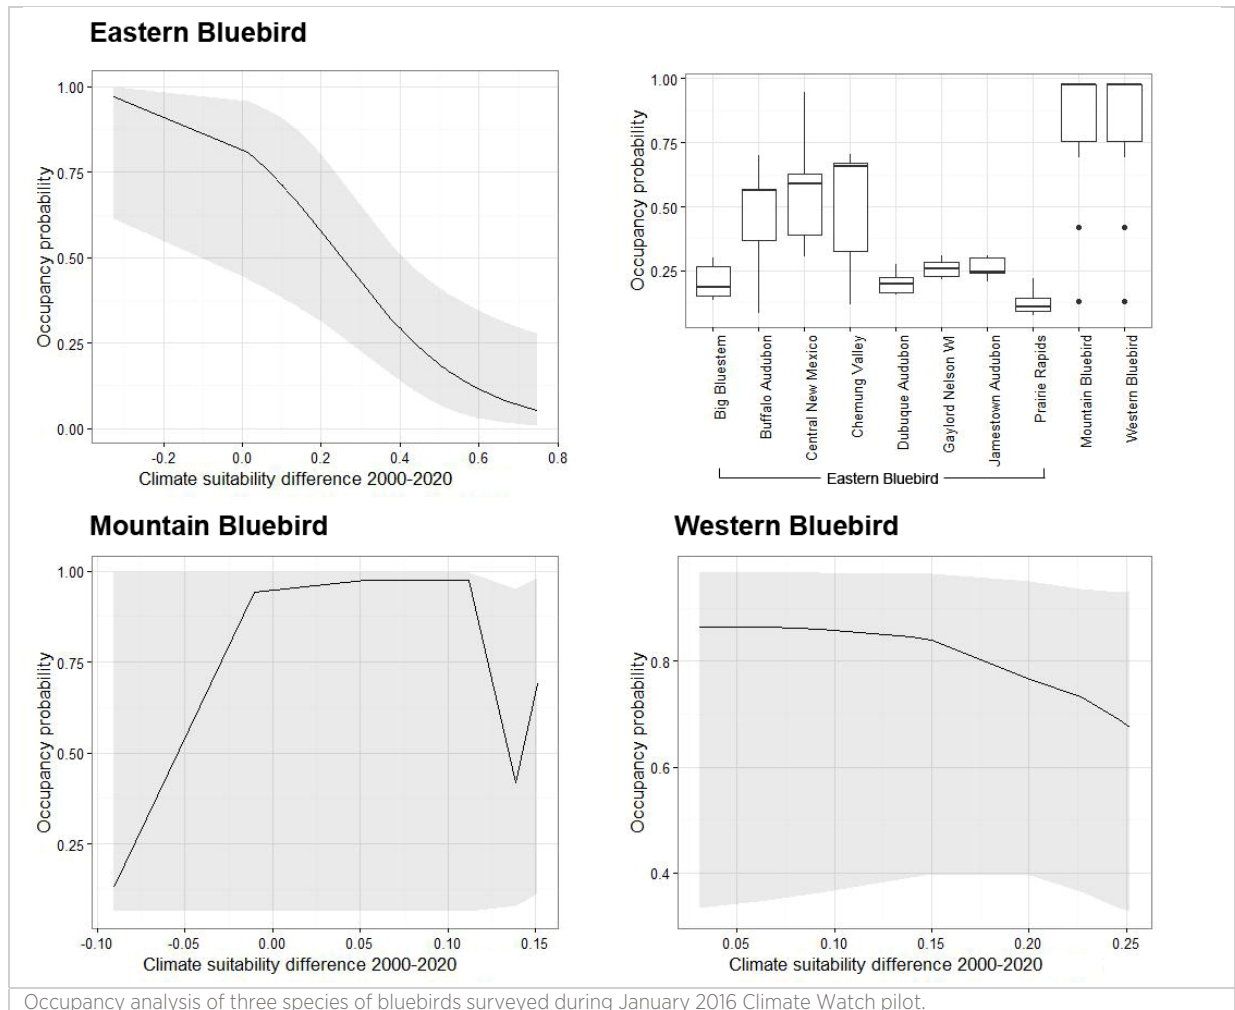 Eastern Bluebird
1.00
0.75
0.50
0.25
0.00
Occupancy probability
-0.2
0.0
0.2
0.4
0.6
0.8
Climate suitability difference 2000-2020
1.00
0.75
0.50
0.25
Occupancy probability
Big Bluestem
Buffalo Audubon
Central New Mexico
Chemung Valley
Dubuque Audubon
Gaylord Nelson WI
Jamestown Audubon
Prairie Rapids
Mountain Bluebird
Western Bluebird
Eastern Bluebird
Mountain Bluebird
1.00
0.75
0.50
0.25
Occupancy probability
-0.10
-0.05
0.00
0.05
0.10
0.15
Climate suitability difference 2000-2020
Western Bluebird
0.8
0.6
0.4
Occupancy probability
0.05
0.10
0.15
0.20
0.25
Climate suitability difference 2000-2020
Occupancy analysis of three species of bluebirds surveyed during January 2016 Climate Watch pilot.